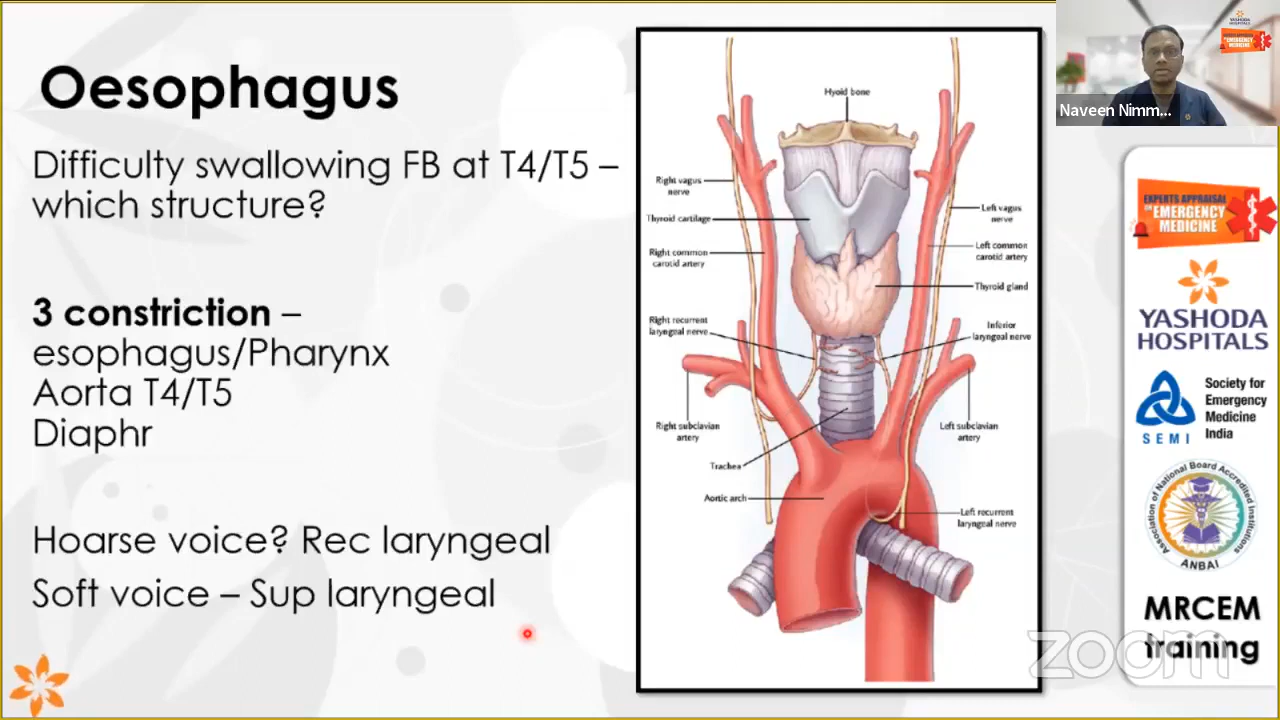 Oesophagus
Difficulty swallowing FB at T4/T5 –
which structure?
3 constriction –
esophagus/Pharynx
Aorta T4/T5
Diaphr
Hoarse voice? Rec laryngeal
Soft voice – Sup laryngeal
Hyoid bone
Right vagus
nerve
Thyroid cartilage
Right common
carotid artery
Right recurrent
laryngeal nerve
Right subclavian
artery
Trachea
Aortic arch
Left vagus
nerve
Left common
carotid artery
Thyroid gland
Inferior
laryngeal nerve
Left subclavian
artery
Left recurrent
laryngeal nerve
YASHODA
HOSPITALS
Naveen Nimm...
EXPERTS APPRAISAL
EMERGENCY
MEDICINE
YASHODA
HOSPITALS
SEMI
Society for
Emergency
Medicine
India
Association of National Board Accredited Institutions
ANBAI
MRCEM
training
zoom